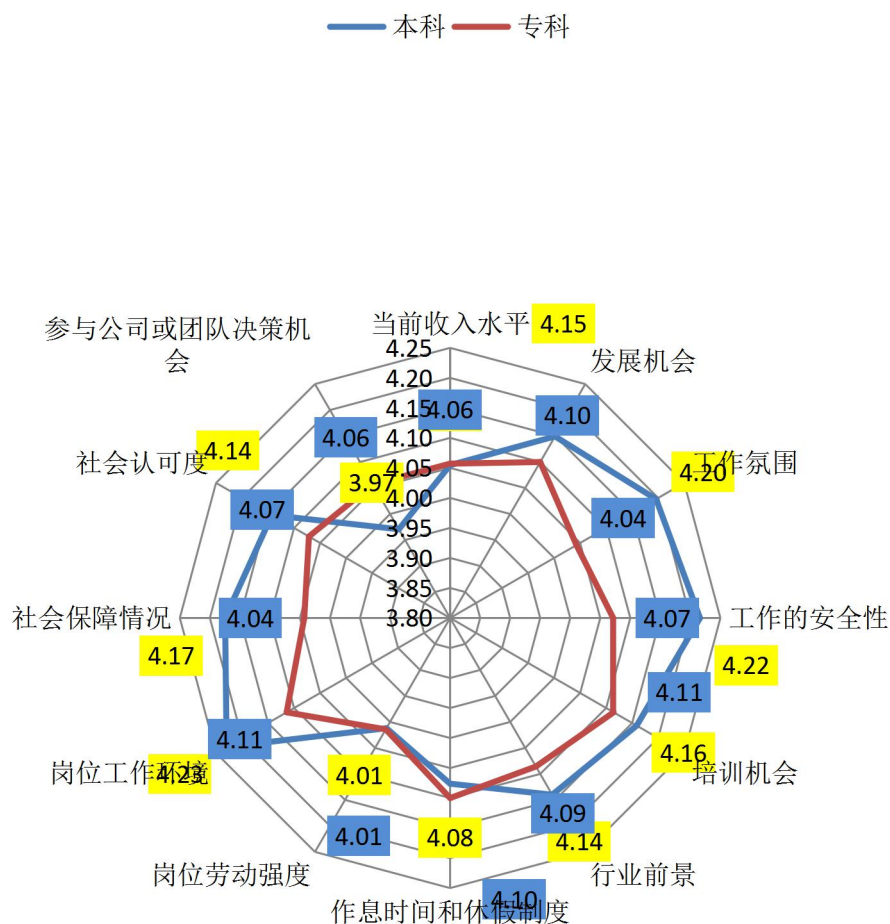 本科 专科
当前收入水平 4.15
参与公司或团队决策机
会
发展机会
4.25
4.20
4.15
4.10
4.05
4.00
3.95
3.90
3.85
3.80
4.06
4.10
4.06
4.14
社会认可度
工作氛围
4.20
3.97
4.07
4.04
社会保障情况
4.04
4.07
工作的安全性
4.17
4.22
4.11
4.11
岗位工作环境
4.23
4.16
培训机会
4.01
4.09
4.01
4.08
4.14
岗位劳动强度
行业前景
4.10
作息时间和休假制度